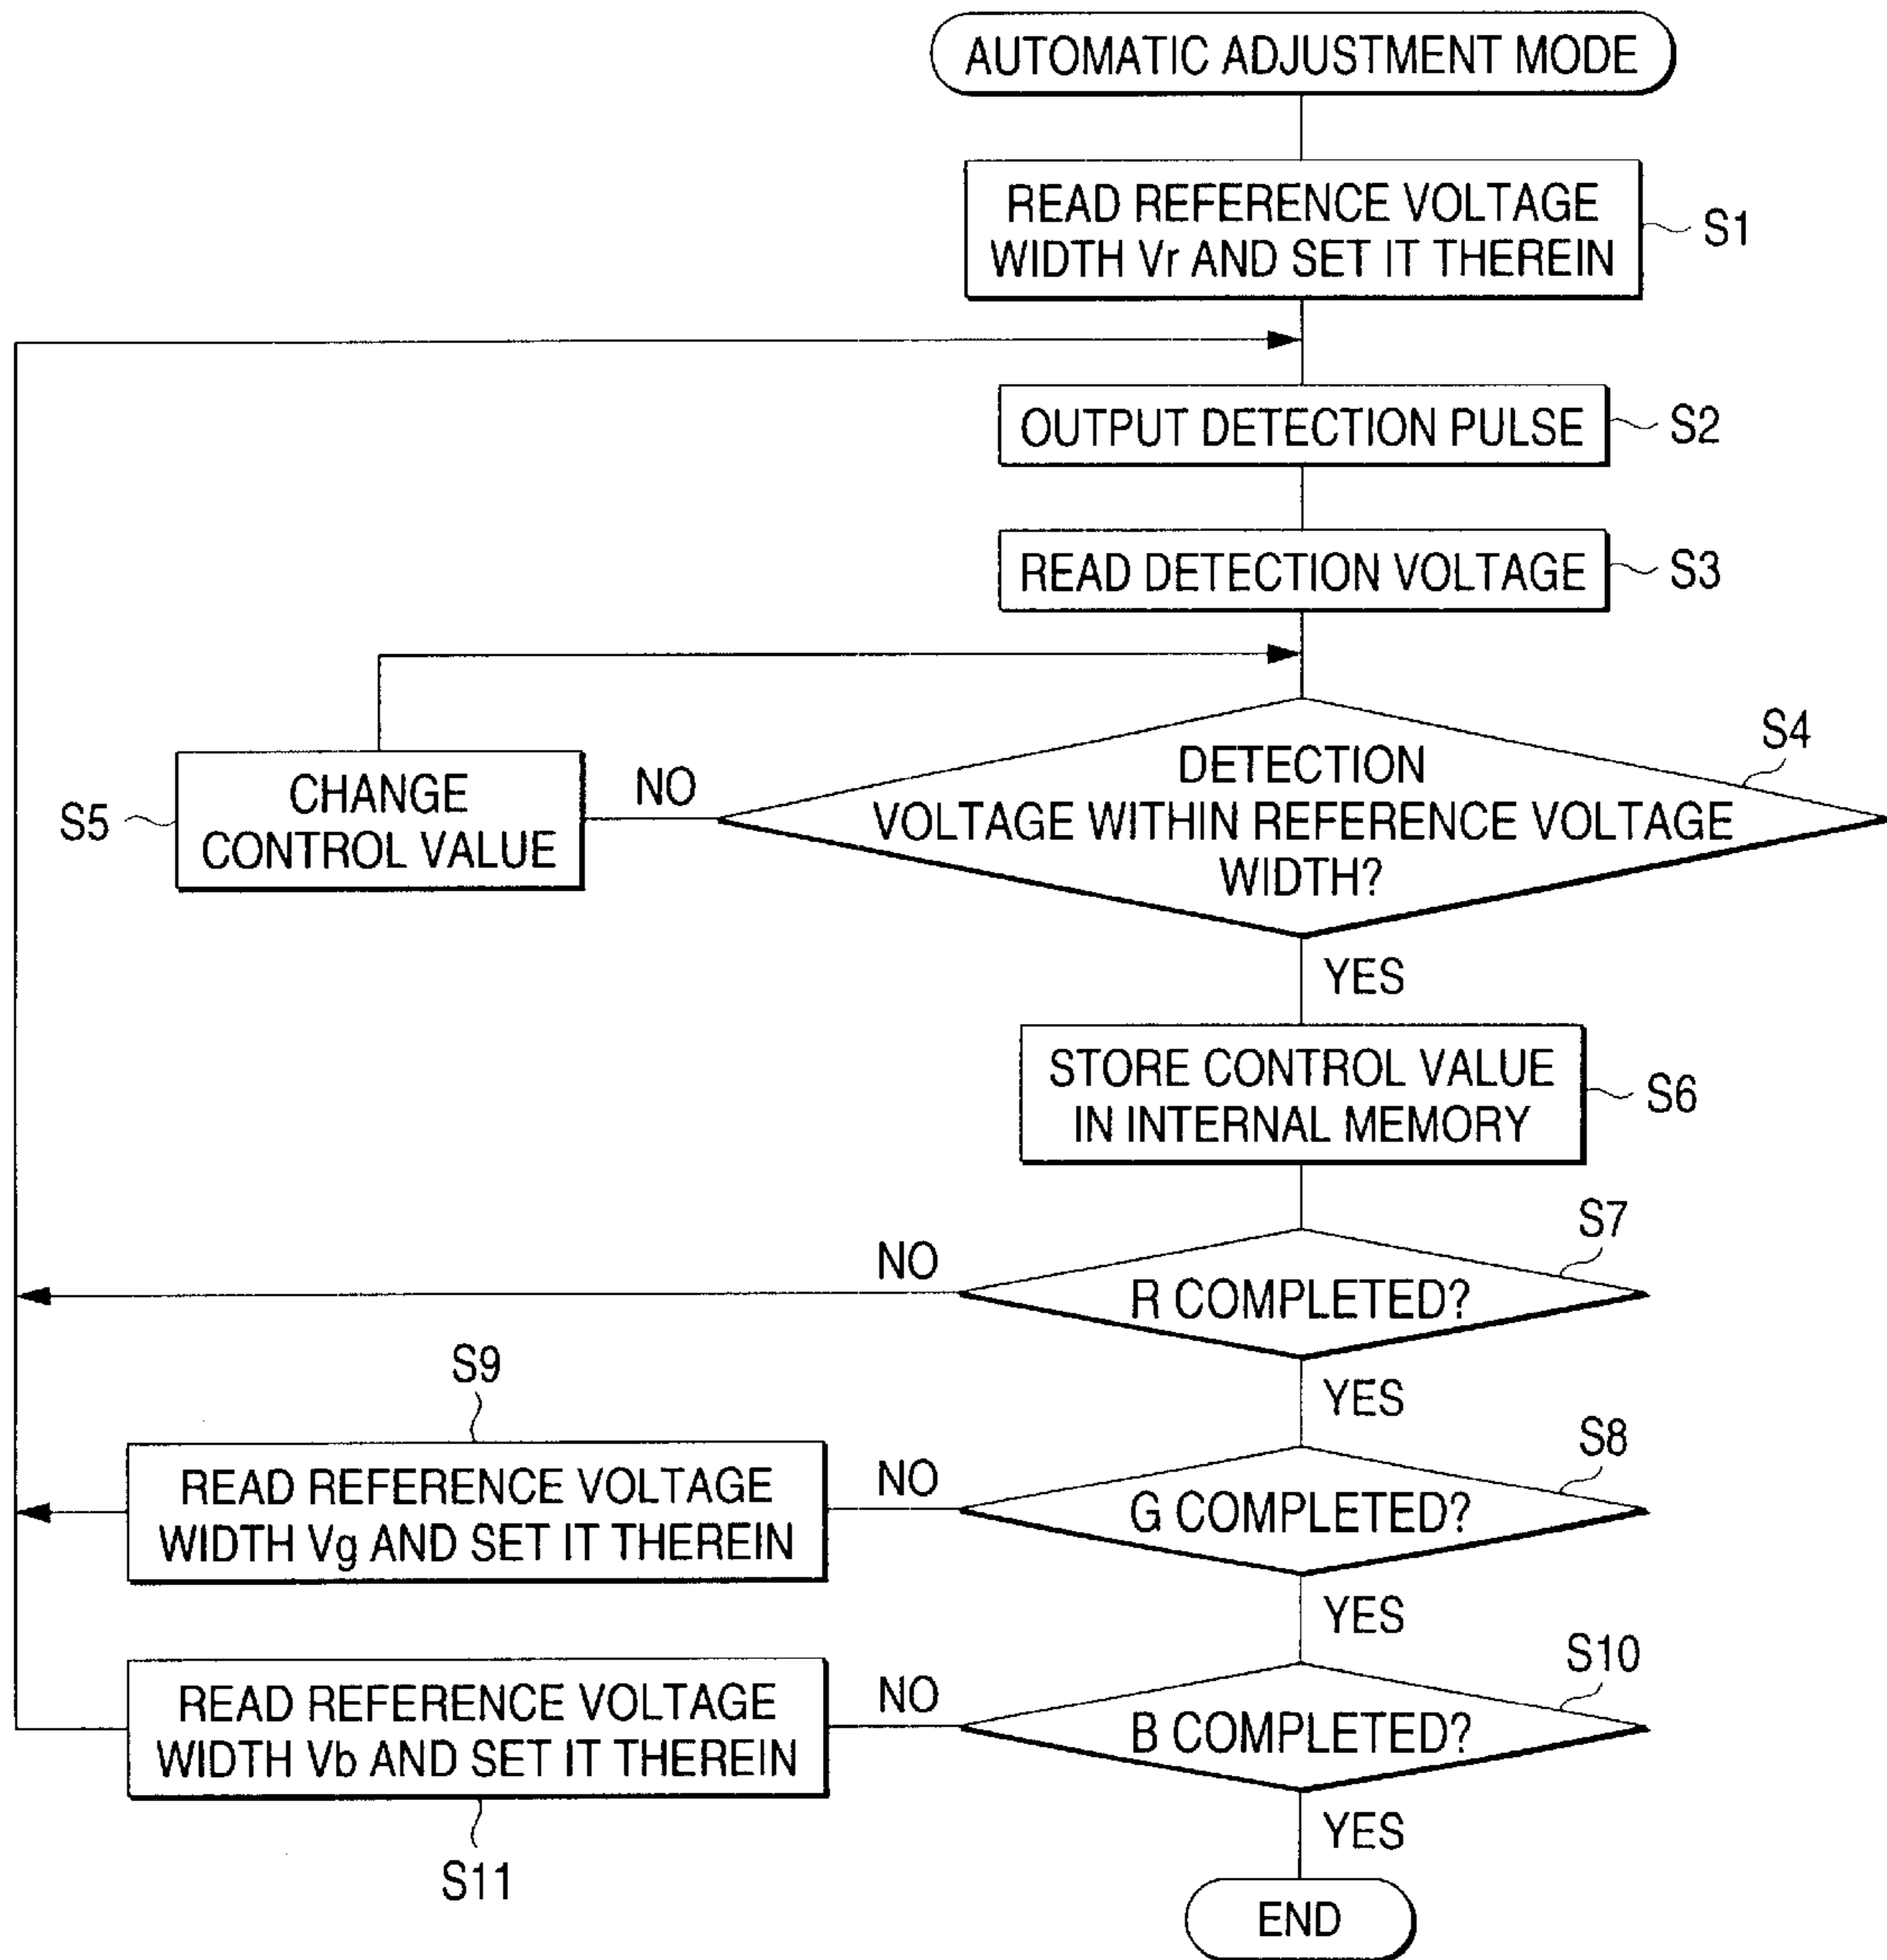 AUTOMATIC ADJUSTMENT MODE
READ REFERENCE VOLTAGE
WIDTH Vr AND SET IT THEREIN
S1
OUTPUT DETECTION PULSE
S2
READ DETECTION VOLTAGE
S3
S4
DETECTION
VOLTAGE WITHIN REFERENCE VOLTAGE
WIDTH?
NO
CHANGE
CONTROL VALUE
S5
YES
STORE CONTROL VALUE
IN INTERNAL MEMORY
S6
S7
R COMPLETED?
NO
YES
S8
G COMPLETED?
NO
S9
READ REFERENCE VOLTAGE
WIDTH Vg AND SET IT THEREIN
YES
S10
B COMPLETED?
NO
READ REFERENCE VOLTAGE
WIDTH Vb AND SET IT THEREIN
S11
YES
END